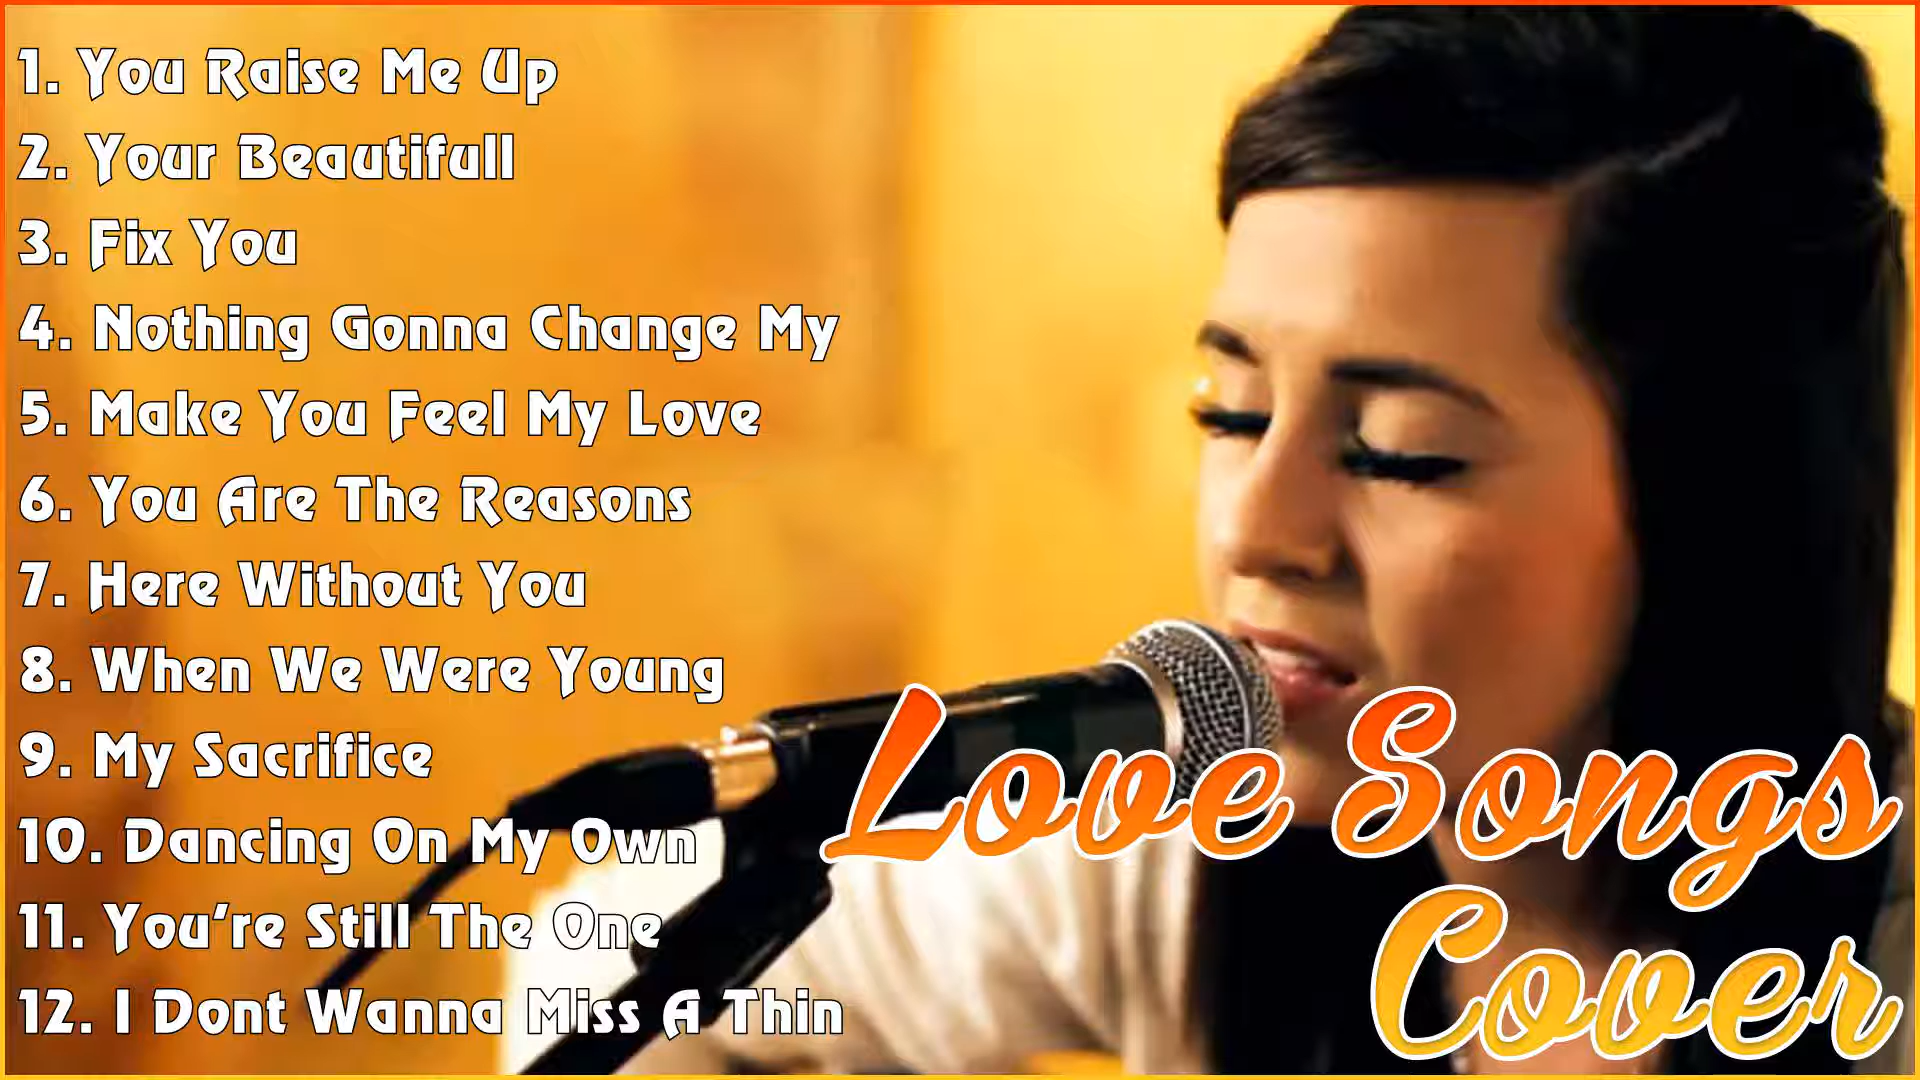 1. You Raise Me Up
2. Your Beautifull
3. Fix You
4. Nothing Gonna Change My
5. Make You Feel My Love
6. You Are The Reasons
7. Here Without You
8. When We Were Young
9. My Sacrifice
10. Dancing On My Own
11. You're Still The One
12. I Dont Wanna Miss A Thin
Love Songs
Cover